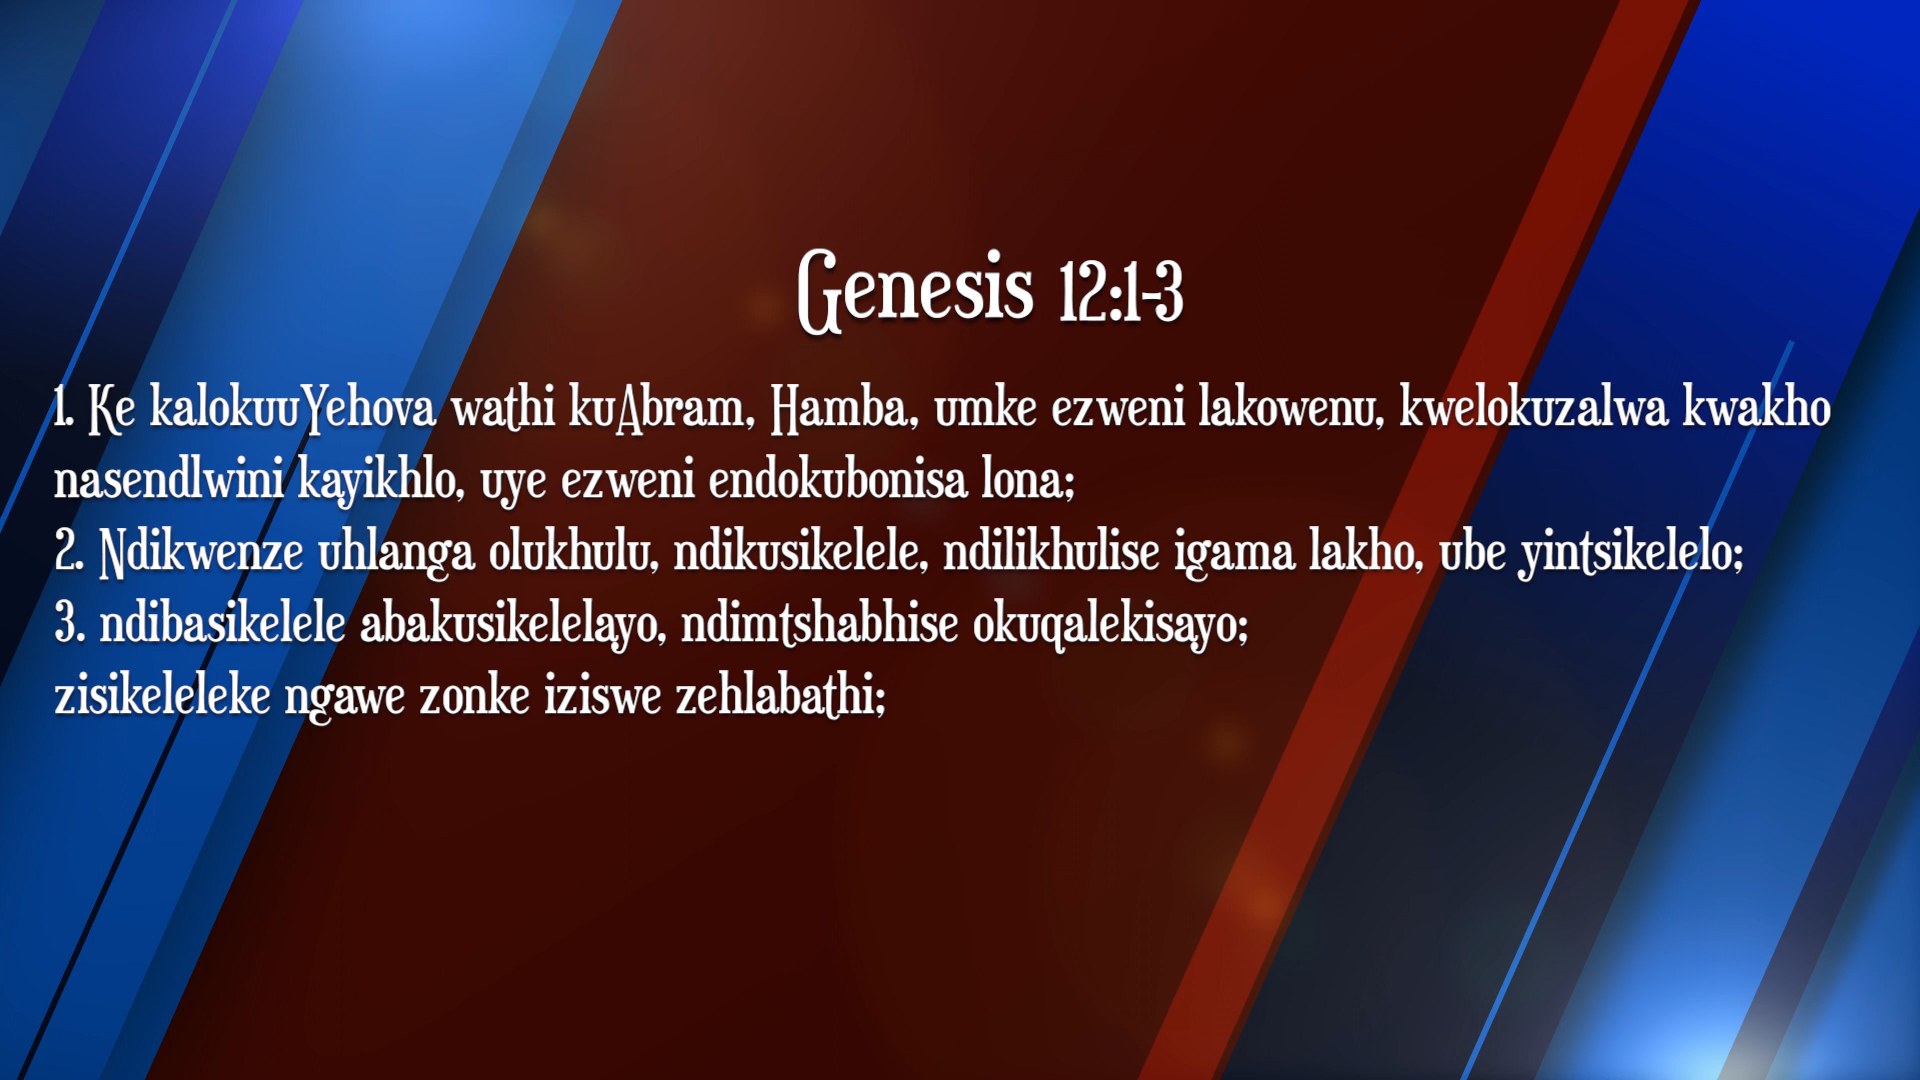 Genesis 12:1-3
1. Ke kalokuuYehova wathi kuAbram, Hamba, umke ezweni lakowenu, kwelokuzalwa kwakho
nasendlwini kayikhlo, uye ezweni endokubonisa lona;
2. Ndikwenze uhlanga olukhulu, ndikusikelele, ndilikhulise igama lakho, ube yintsikelelo;
3. ndibasikelele abakusikelelayo, ndimtshabhise okuqalekisayo;
zisikeleleke ngawe zonke iziswe zehlabathi;